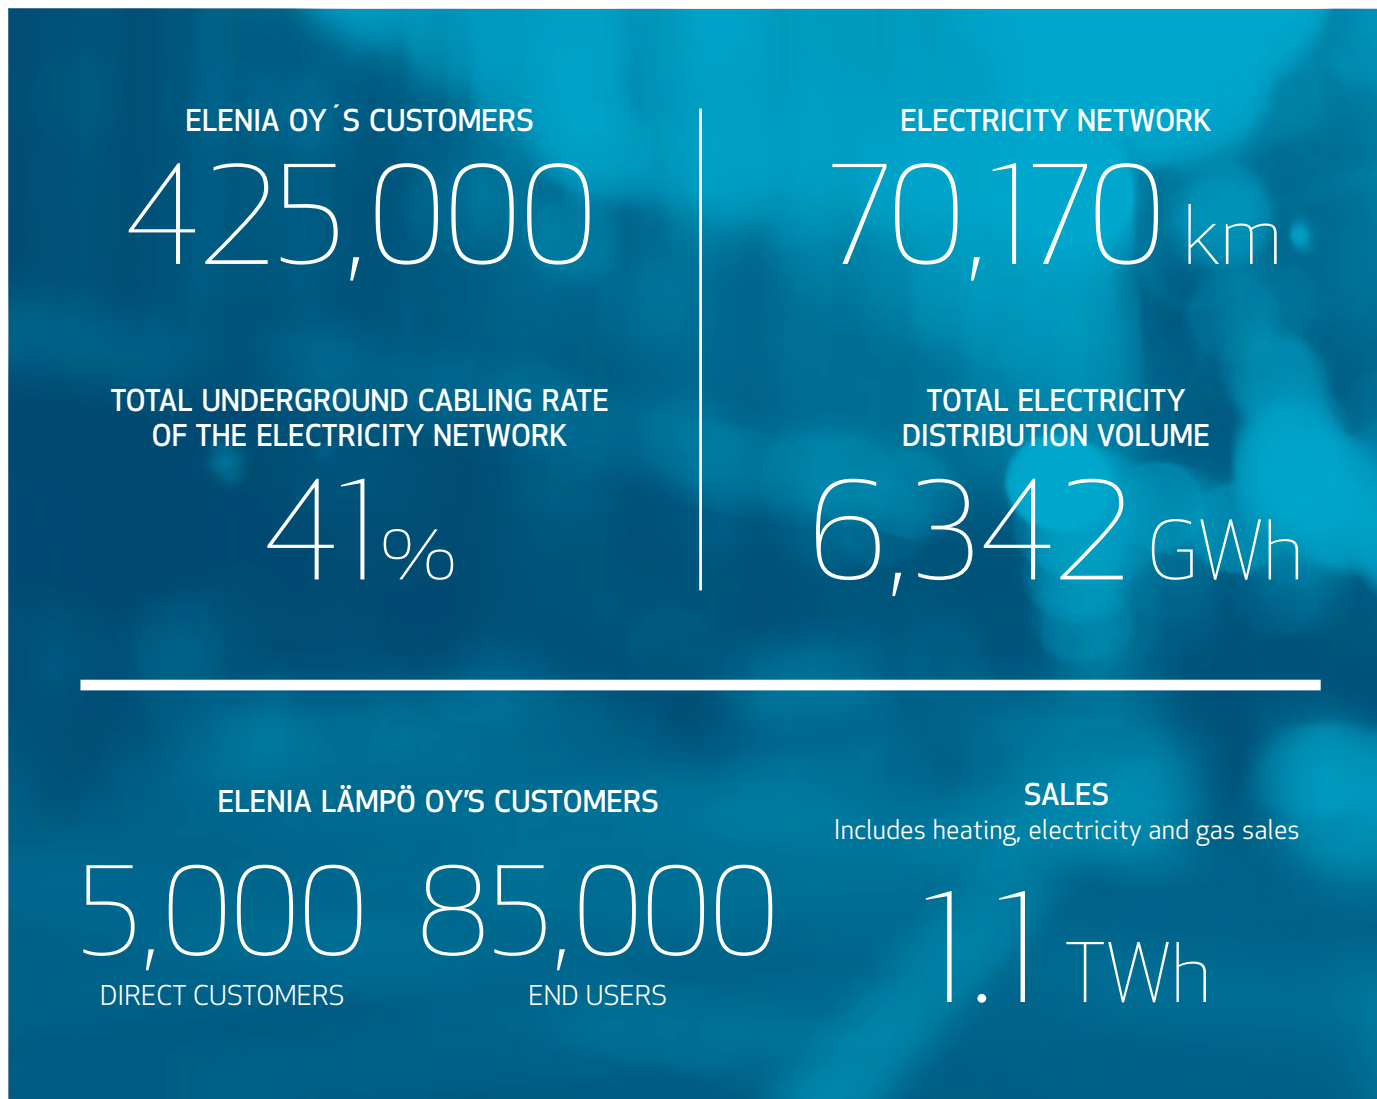 ELENIA OY´S CUSTOMERS
425,000
ELECTRICITY NETWORK
70,170 km
TOTAL UNDERGROUND CABLING RATE
OF THE ELECTRICITY NETWORK
41%
TOTAL ELECTRICITY
DISTRIBUTION VOLUME
6,342 GWh
ELENIA LÄMPÖ OY'S CUSTOMERS
5,000
DIRECT CUSTOMERS
85,000
END USERS
SALES
Includes heating, electricity and gas sales
1.1 TWh